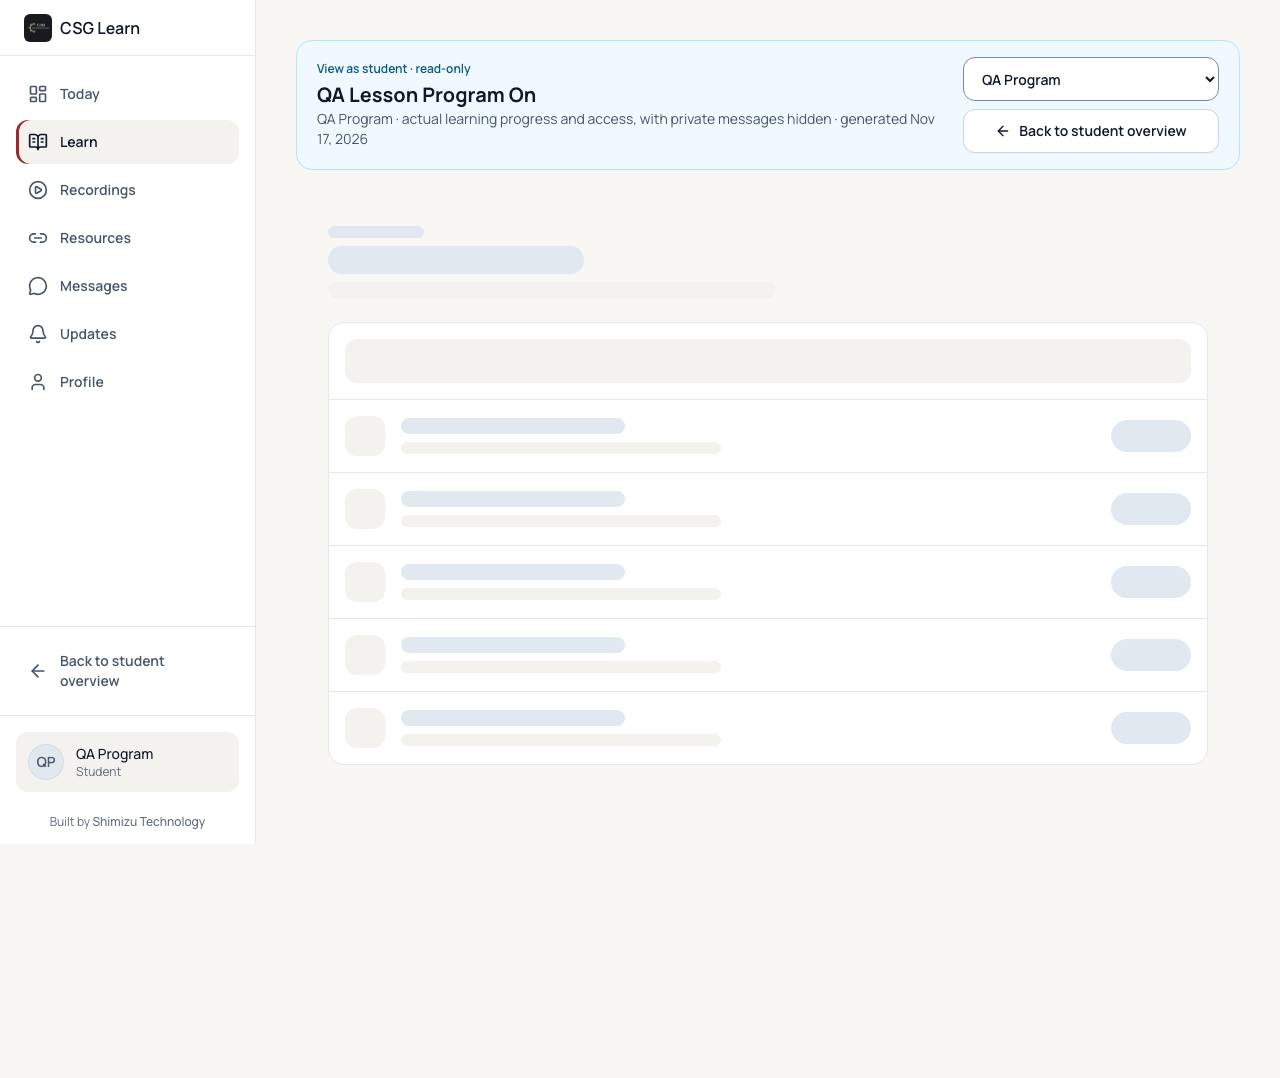 CSG Learn
Today
Learn
Recordings
Resources
Messages
Updates
Profile
Back to student
overview
QP
QA Program
Student
Built by Shimizu Technology
View as student · read-only
QA Lesson Program On
QA Program · actual learning progress and access, with private messages hidden · generated Nov
17, 2026
QA Program
Back to student overview